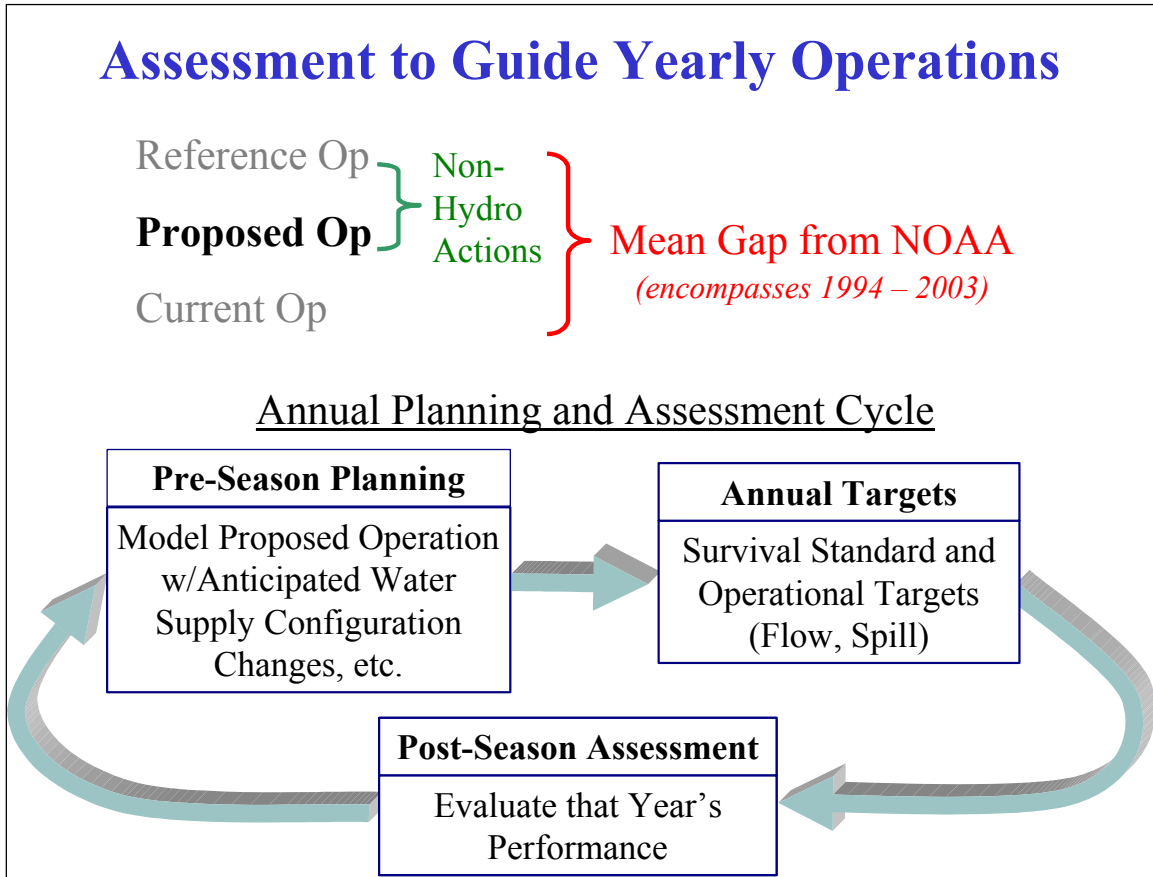 Assessment to Guide Yearly Operations
Reference Op
Proposed Op
Current Op
Non-
Hydro
Actions
Mean Gap from NOAA
(encompasses 1994 – 2003)
Annual Planning and Assessment Cycle
Pre-Season Planning
Model Proposed Operation
w/Anticipated Water
Supply Configuration
Changes, etc.
Annual Targets
Survival Standard and
Operational Targets
(Flow, Spill)
Post-Season Assessment
Evaluate that Year’s
Performance